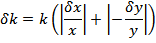 δk = k(|δx/x| + |−δy/y|)